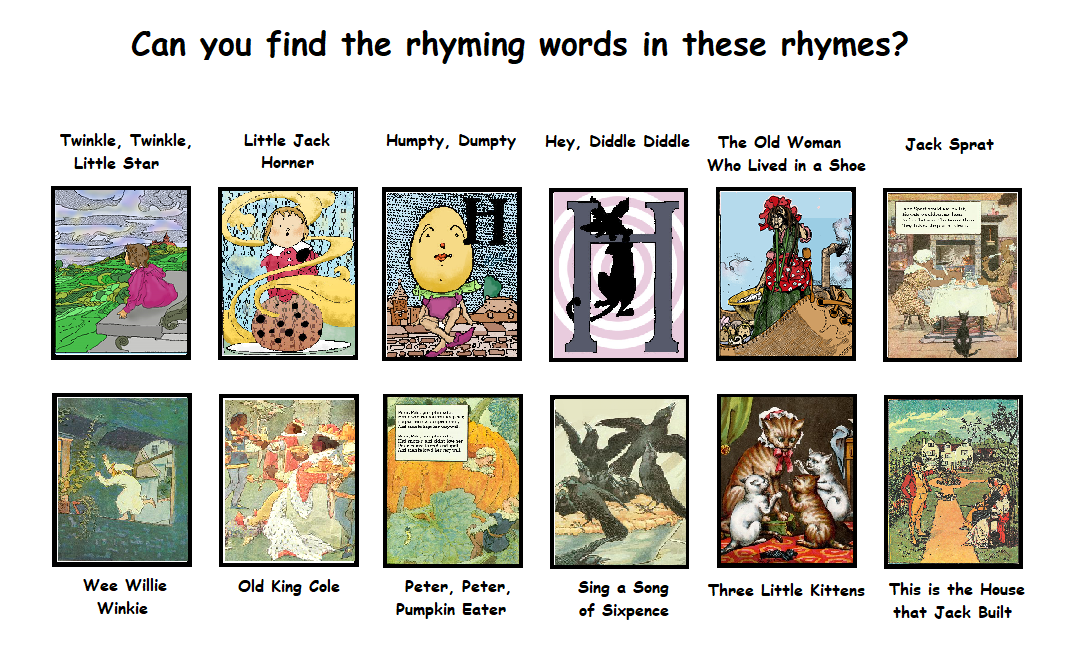 Can you find the rhyming words in these rhymes?
Twinkle, Twinkle,
Little Star
Little Jack
Horner
Humpty, Dumpty
Hey, Diddle Diddle
The Old Woman
Who Lived in a Shoe
Jack Sprat
H
H
Wee Willie
Winkie
Old King Cole
Peter, Peter,
Pumpkin Eater
Sing a Song
of Sixpence
Three Little Kittens
This is the House
that Jack Built